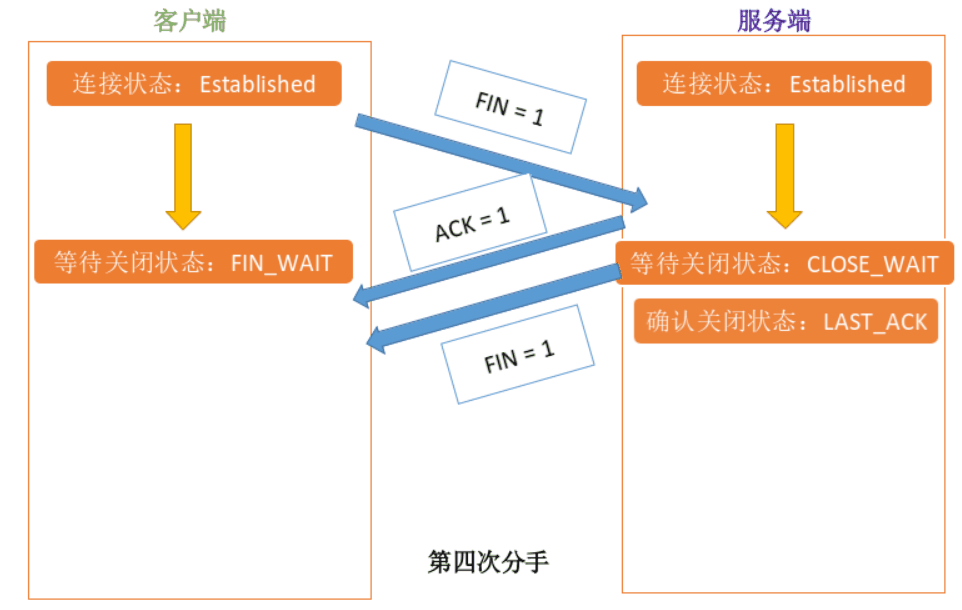 客户端
服务端
连接状态：Established
连接状态：Established
FIN = 1
ACK = 1
等待关闭状态：FIN_WAIT
等待关闭状态：CLOSE_WAIT
确认关闭状态：LAST_ACK
FIN = 1
第四次分手